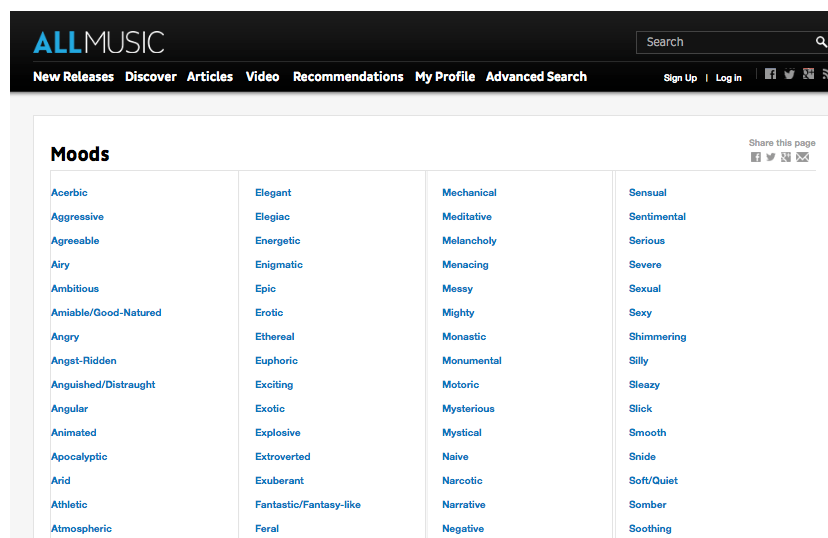 ALLMUSIC
Search
New Releases Discover Articles Video Recommendations My Profile Advanced Search
Sign Up | Log In
Share this page
Moods
Acerbic Elegant Mechanical Sensual
Aggressive Elegiac Meditative Sentimental
Agreeable Energetic Melancholy Serious
Airy Enigmatic Menacing Severe
Ambitious Epic Messy Sexual
Amiable/Good-Natured Erotic Mighty Sexy
Angry Ethereal Monastic Shimmering
Angst-Ridden Euphoric Monumental Silly
Anguished/Distraught Exciting Motoric Sleazy
Angular Exotic Mysterious Slick
Animated Explosive Mystical Smooth
Apocalyptic Extroverted Naive Snide
Arid Exuberant Narcotic Soft/Quiet
Athletic Fantastic/Fantasy-like Narrative Somber
Atmospheric Feral Negative Soothing